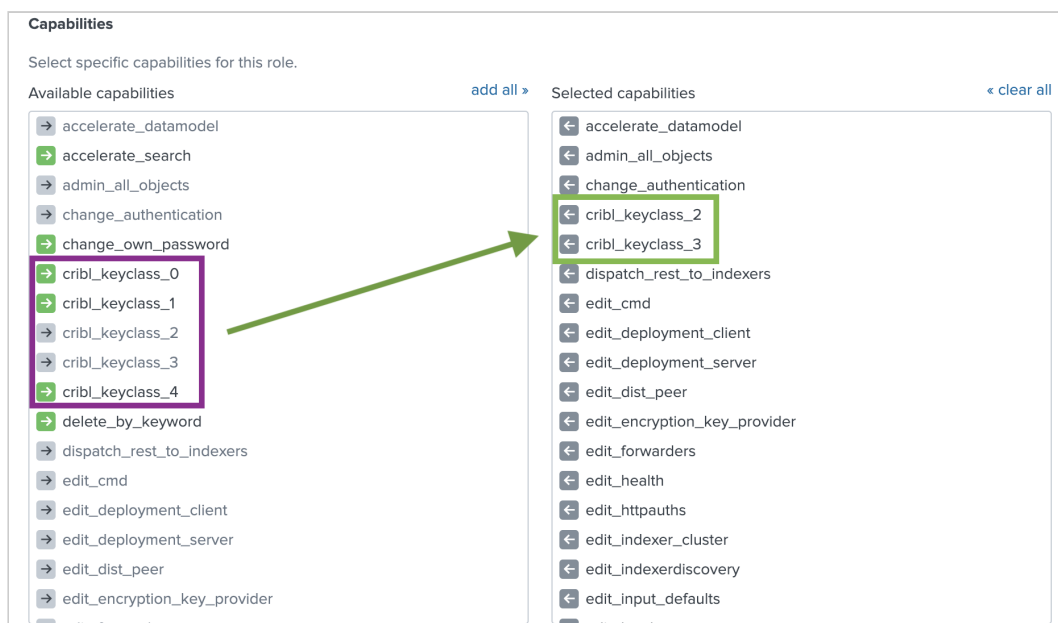 Capabilities
Select specific capabilities for this role.
Available capabilities
add all »
accelerate_datamodel
accelerate_search
admin_all_objects
change_authentication
change_own_password
cribl_keyclass_0
cribl_keyclass_1
cribl_keyclass_2
cribl_keyclass_3
cribl_keyclass_4
delete_by_keyword
dispatch_rest_to_indexers
edit_cmd
edit_deployment_client
edit_deployment_server
edit_dist_peer
edit_encryption_key_provider
Selected capabilities
« clear all
accelerate_datamodel
admin_all_objects
change_authentication
cribl_keyclass_2
cribl_keyclass_3
dispatch_rest_to_indexers
edit_cmd
edit_deployment_client
edit_deployment_server
edit_dist_peer
edit_encryption_key_provider
edit_forwarders
edit_health
edit_httpauths
edit_indexer_cluster
edit_indexerdiscovery
edit_input_defaults